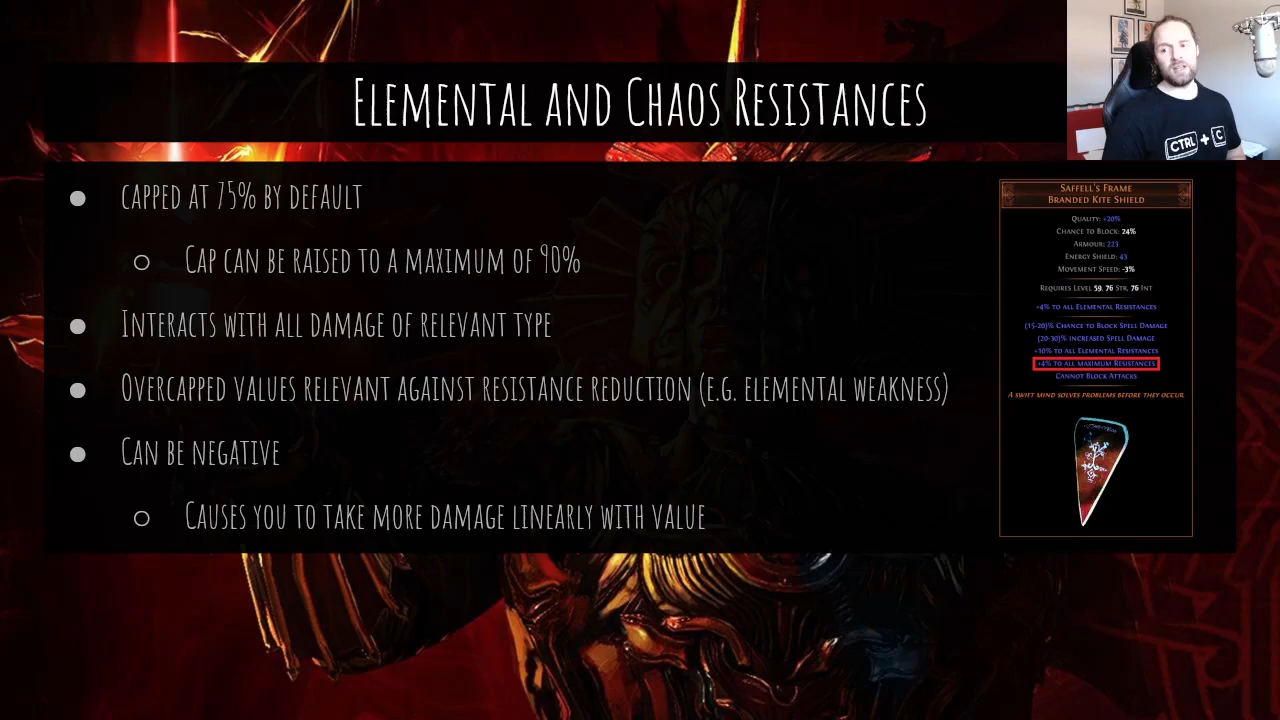 Elemental and Chaos Resistances
capped at 75% by default
Cap can be raised to a maximum of 90%
Interacts with all damage of relevant type
Overcapped values relevant against resistance reduction (e.g. elemental weakness)
Can be negative
Causes you to take more damage linearly with value
Saffell's Frame
Branded Kite Shield
Quality: +20%
Chance to Block: 24%
Armour: 223
Energy Shield: 43
Movement Speed: -3%
Requires Level 59, 76 Str, 76 Int
+4% to all Elemental Resistances
(15-20)% Chance to Block Spell Damage
(20-30)% increased Spell Damage
+10% to all Elemental Resistances
+4% to all maximum Resistances
Cannot Block Attacks
A swift mind solves problems before they occur
CTRL + C